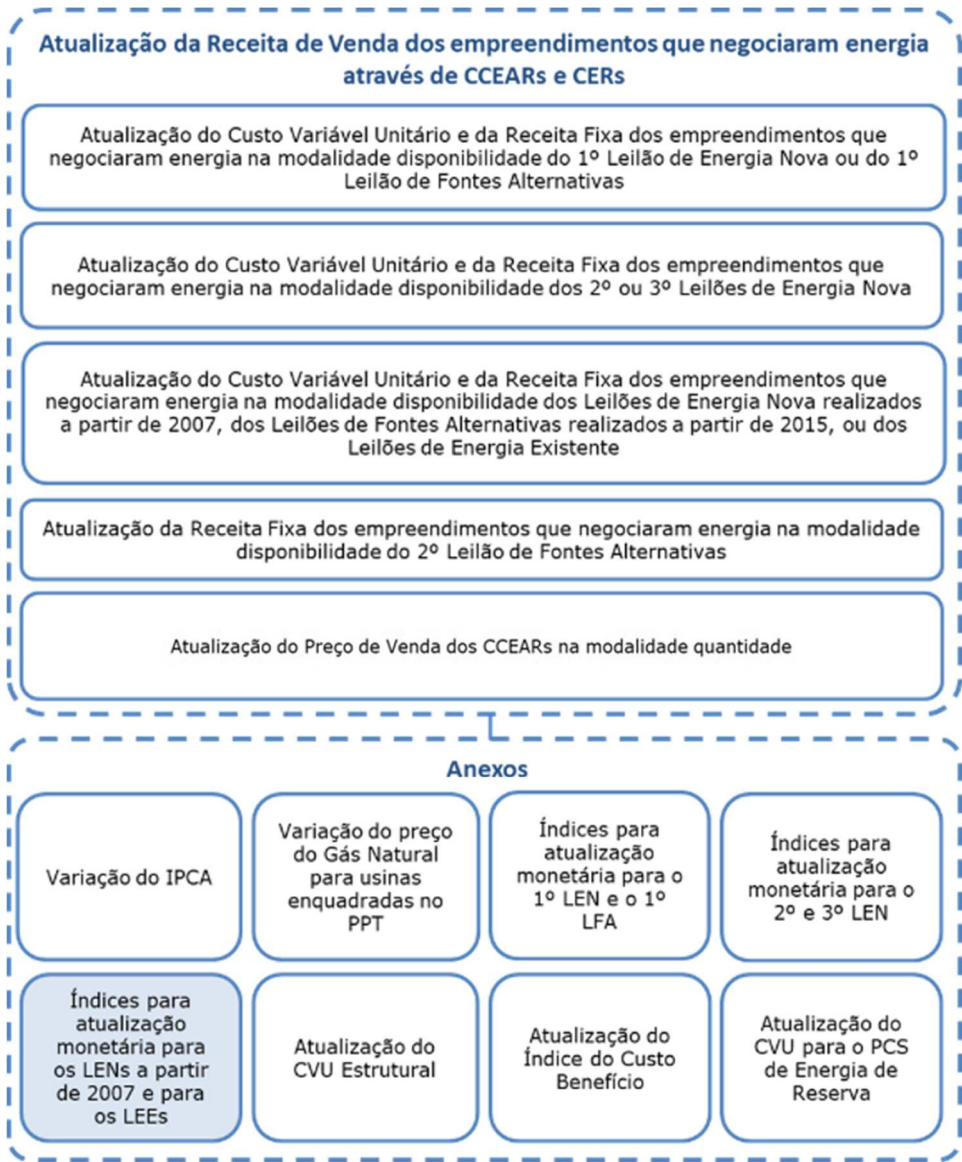 Atualização da Receita de Venda dos empreendimentos que negociaram energia
através de CCEARs e CERs
Atualização do Custo Variável Unitário e da Receita Fixa dos empreendimentos que
negociaram energia na modalidade disponibilidade do 1º Leilão de Energia Nova ou do 1º
Leilão de Fontes Alternativas
Atualização do Custo Variável Unitário e da Receita Fixa dos empreendimentos que
negociaram energia na modalidade disponibilidade dos 2º ou 3º Leilões de Energia Nova
Atualização do Custo Variável Unitário e da Receita Fixa dos empreendimentos que
negociaram energia na modalidade disponibilidade dos Leilões de Energia Nova realizados
a partir de 2007, dos Leilões de Fontes Alternativas realizados a partir de 2015, ou dos
Leilões de Energia Existente
Atualização da Receita Fixa dos empreendimentos que negociaram energia na modalidade
disponibilidade do 2º Leilão de Fontes Alternativas
Atualização do Preço de Venda dos CCEARs na modalidade quantidade
Anexos
Variação do IPCA
Variação do preço
do Gás Natural
para usinas
enquadradas no
PPT
Índices para
atualização
monetária para o
1º LEN e o 1º
LFA
Índices para
atualização
monetária para o
2º e 3º LEN
Índices para
atualização
monetária para
os LENs a partir
de 2007 e para
os LEEs
Atualização do
CVU Estrutural
Atualização do
Índice do Custo
Benefício
Atualização do
CVU para o PCS
de Energia de
Reserva